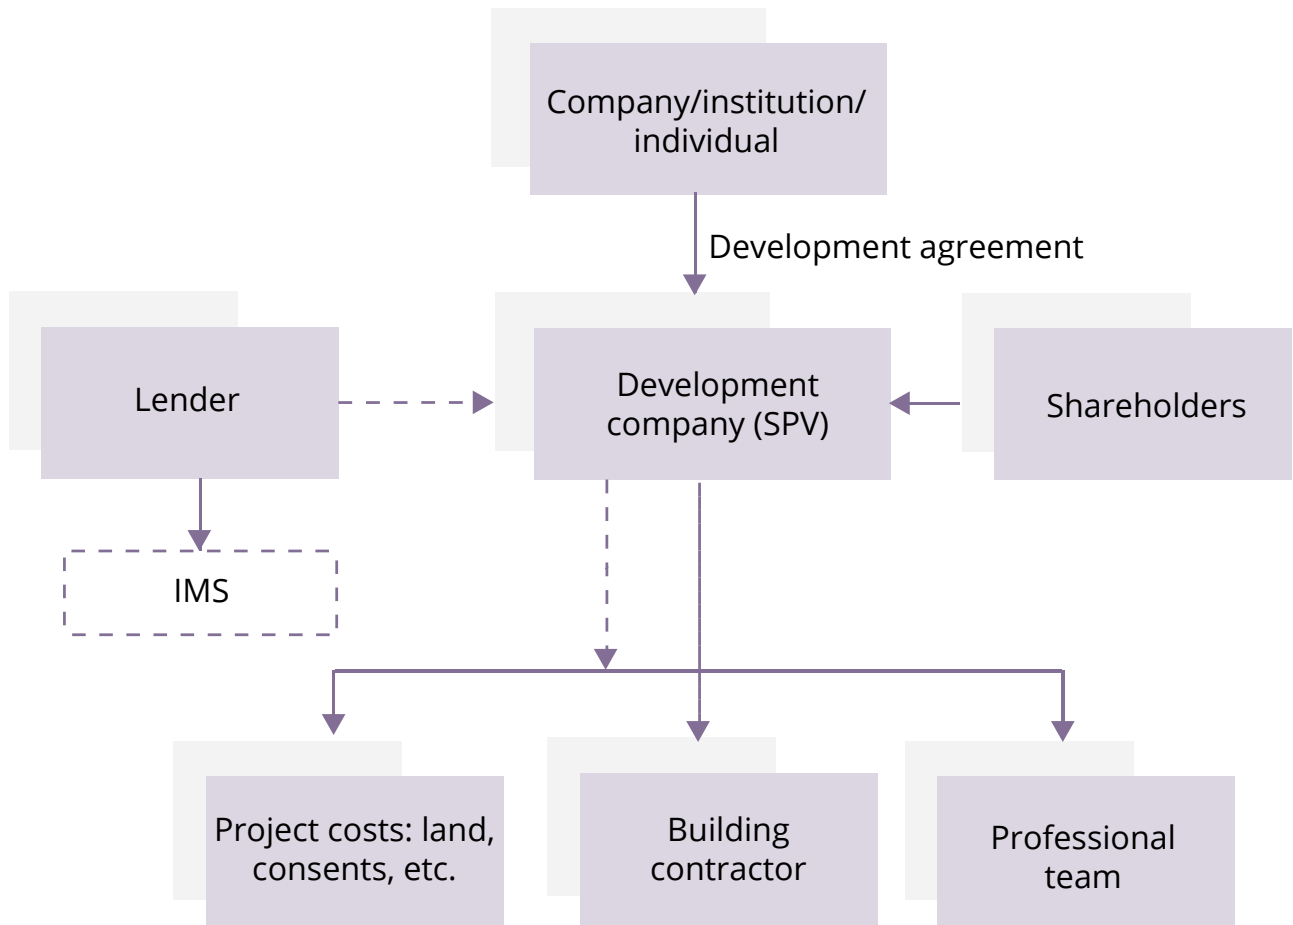 Company/institution/
individual
Development agreement
Lender
Development
company (SPV)
Shareholders
IMS
Project costs: land,
consents, etc.
Building
contractor
Professional
team